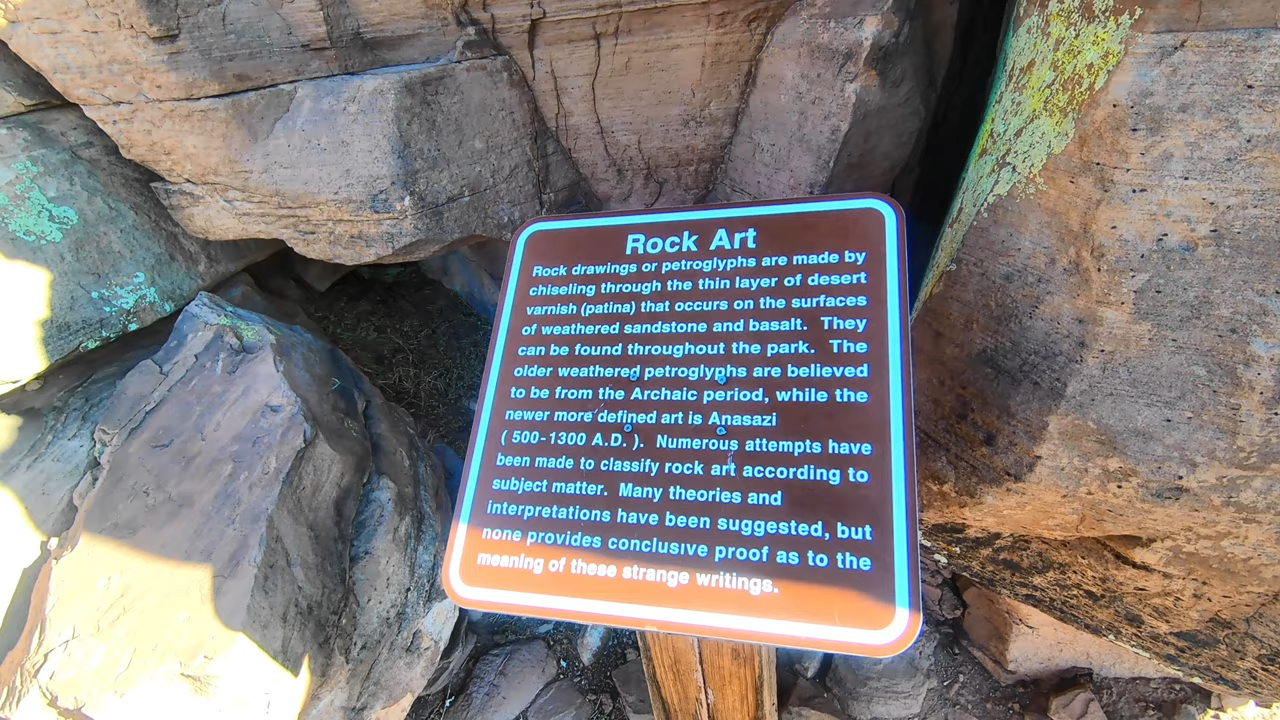 Rock Art
Rock drawings or petroglyphs are made by
chiseling through the thin layer of desert
varnish (patina) that occurs on the surfaces
of weathered sandstone and basalt. They
can be found throughout the park. The
older weathered petroglyphs are believed
to be from the Archaic period, while the
newer more defined art is Anasazi
( 500-1300 A.D. ). Numerous attempts have
been made to classify rock art according to
subject matter. Many theories and
interpretations have been suggested, but
none provides conclusive proof as to the
meaning of these strange writings.